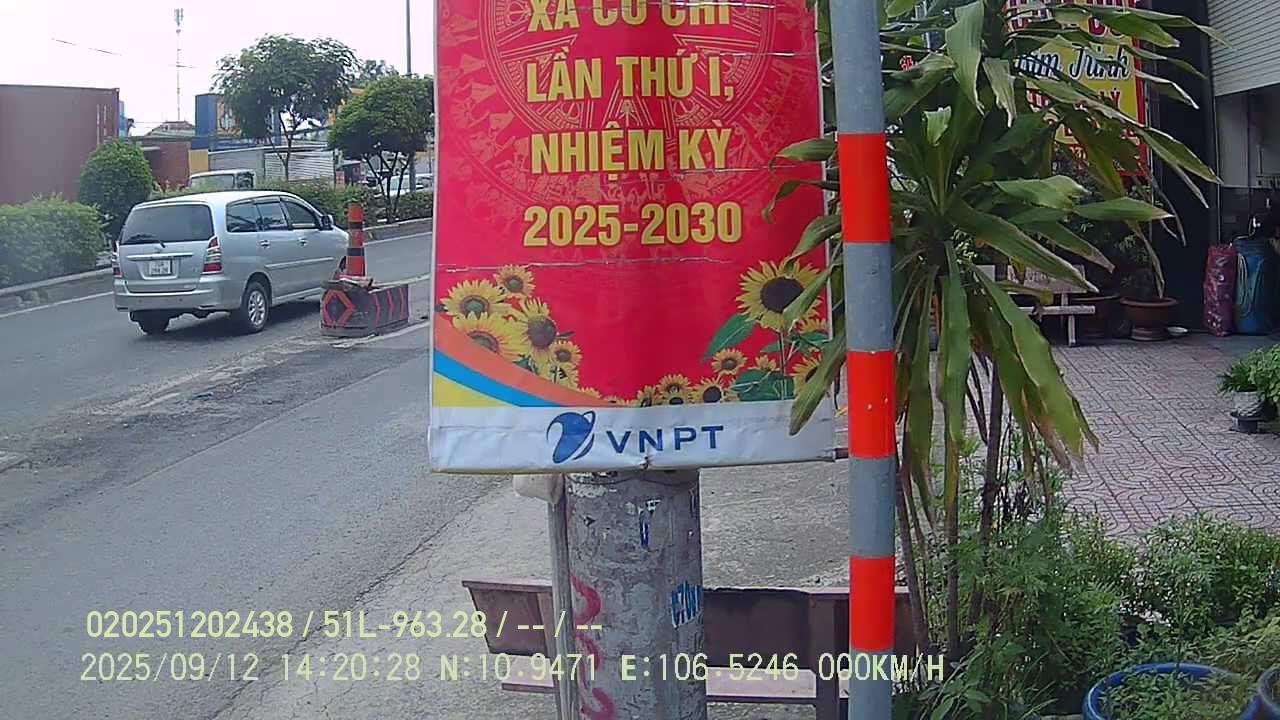 XÃ CỦ CHI
LẦN THỨ I,
NHIỆM KỲ
2025-2030
VNPT
Trinh
020251202438 / 51L-963.28 / -- / --
2025/09/12 14:20:28 N:10.9471 E:106.5246 000KM/H